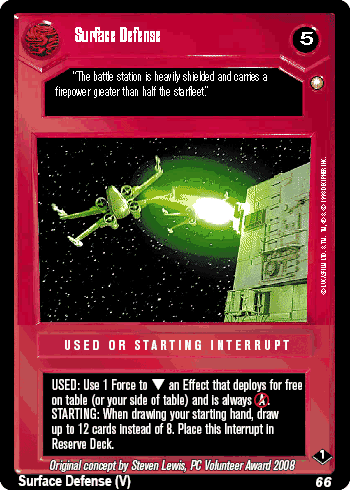 Surface Defense
5
"The battle station is heavily shielded and carries a
firepower greater than half the starfleet."
USED OR STARTING INTERRUPT
USED: Use 1 Force to ▼ an Effect that deploys for free
on table (or your side of table) and is always Ⓐ.
STARTING: When drawing your starting hand, draw
up to 12 cards instead of 8. Place this Interrupt in
Reserve Deck.
Original concept by Steven Lewis, PC Volunteer Award 2008
1
Surface Defense (V)
66